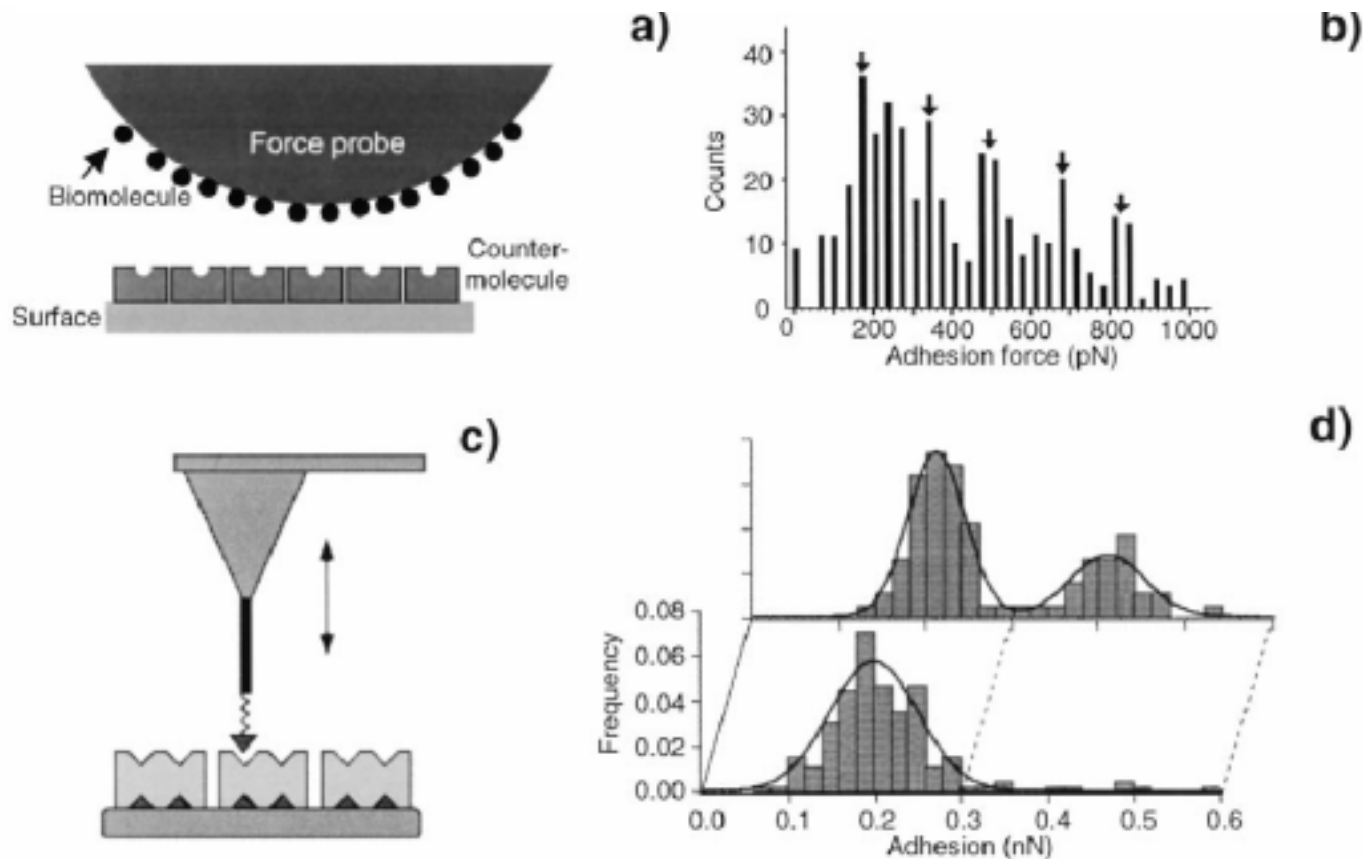 a)
Force probe
Biomolecule
Counter-
molecule
Surface
b)
Counts
40
30
20
10
0
0 200 400 600 800 1000
Adhesion force (pN)
c)
d)
Frequency
0.08
0.06
0.04
0.02
0.00
0.0 0.1 0.2 0.3 0.4 0.5 0.6
Adhesion (nN)